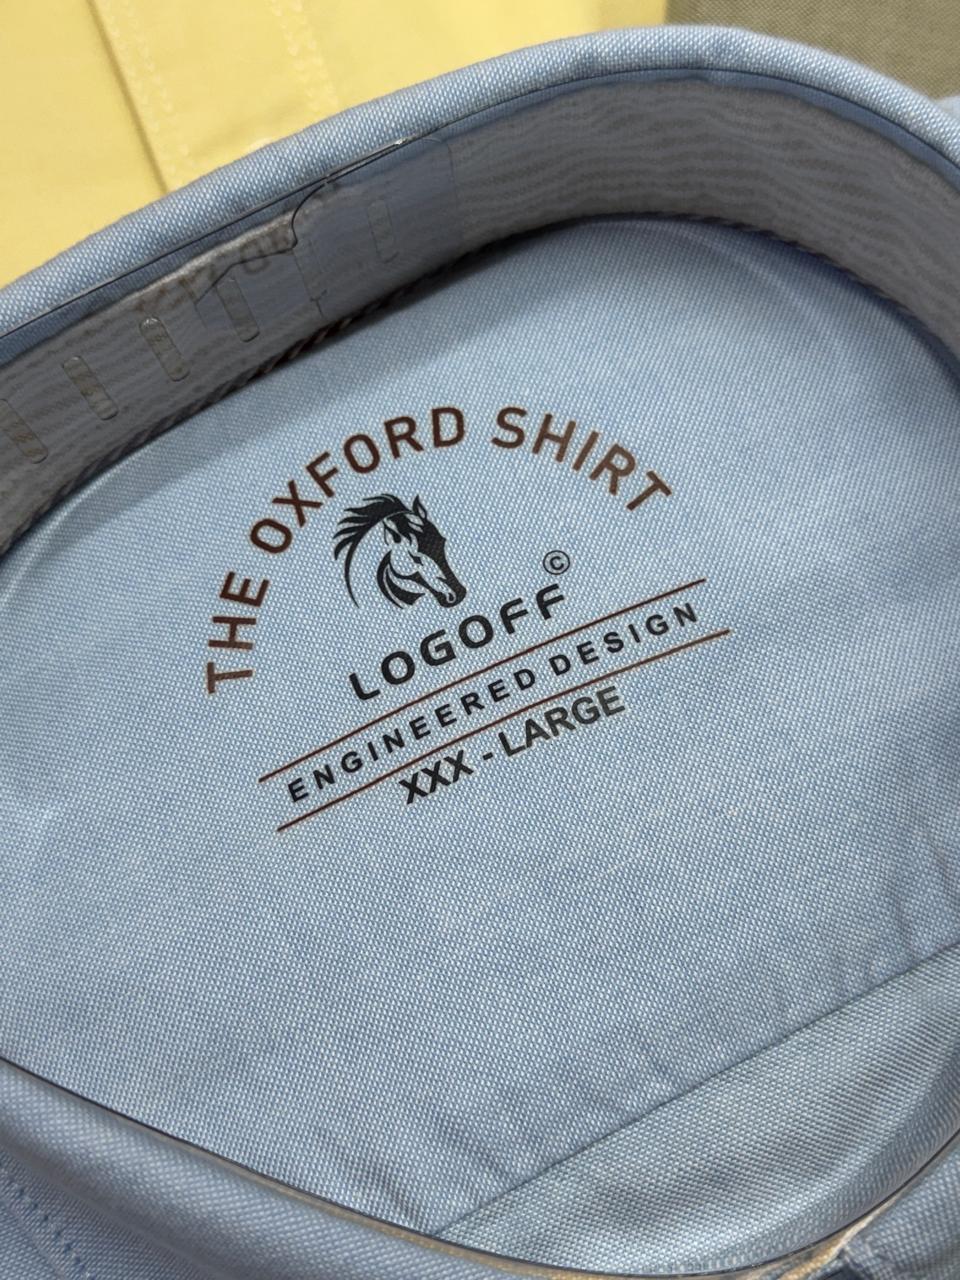 THE OXFORD SHIRT
©
LOGOFF
ENGINEERED DESIGN
XXX - LARGE